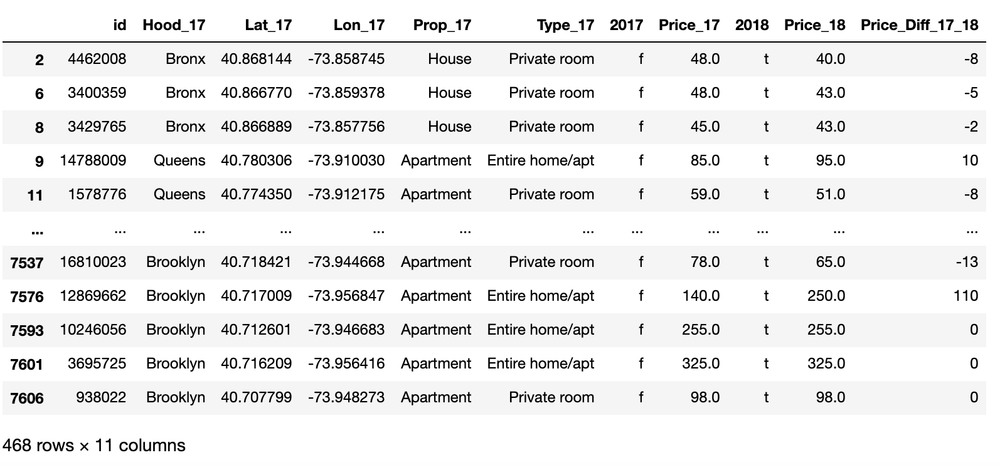 id Hood_17 Lat_17 Lon_17 Prop_17 Type_17 2017 Price_17 2018 Price_18 Price_Diff_17_18
2 4462008 Bronx 40.868144 -73.858745 House Private room f 48.0 t 40.0 -8
6 3400359 Bronx 40.866770 -73.859378 House Private room f 48.0 t 43.0 -5
8 3429765 Bronx 40.866889 -73.857756 House Private room f 45.0 t 43.0 -2
9 14788009 Queens 40.780306 -73.910030 Apartment Entire home/apt f 85.0 t 95.0 10
11 1578776 Queens 40.774350 -73.912175 Apartment Private room f 59.0 t 51.0 -8
... ... ... ... ... ... ... ... ... ... ... ...
7537 16810023 Brooklyn 40.718421 -73.944668 Apartment Private room f 78.0 t 65.0 -13
7576 12869662 Brooklyn 40.717009 -73.956847 Apartment Entire home/apt f 140.0 t 250.0 110
7593 10246056 Brooklyn 40.712601 -73.946683 Apartment Entire home/apt f 255.0 t 255.0 0
7601 3695725 Brooklyn 40.716209 -73.956416 Apartment Entire home/apt f 325.0 t 325.0 0
7606 938022 Brooklyn 40.707799 -73.948273 Apartment Private room f 98.0 t 98.0 0
468 rows × 11 columns